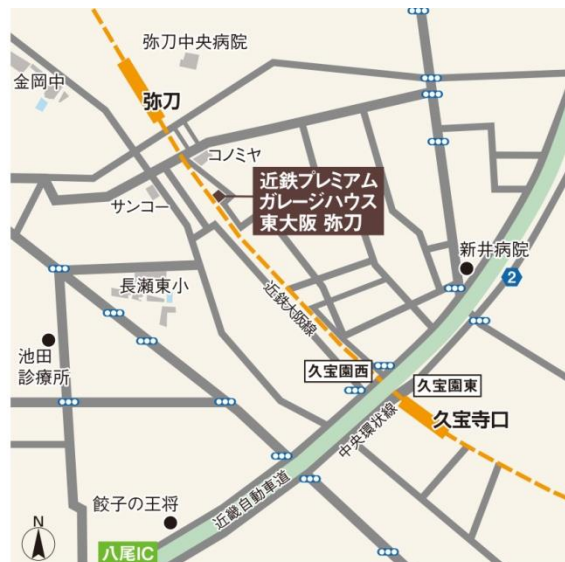 弥刀中央病院
金岡中
弥刀
コノミヤ
近鉄プレミアム
ガレージハウス
東大阪 弥刀
サンコー
新井病院
2
長瀬東小
近鉄大阪線
池田
診療所
久宝園西
久宝園東
久宝寺口
中央環状線
近畿自動車道
餃子の王将
N
八尾IC